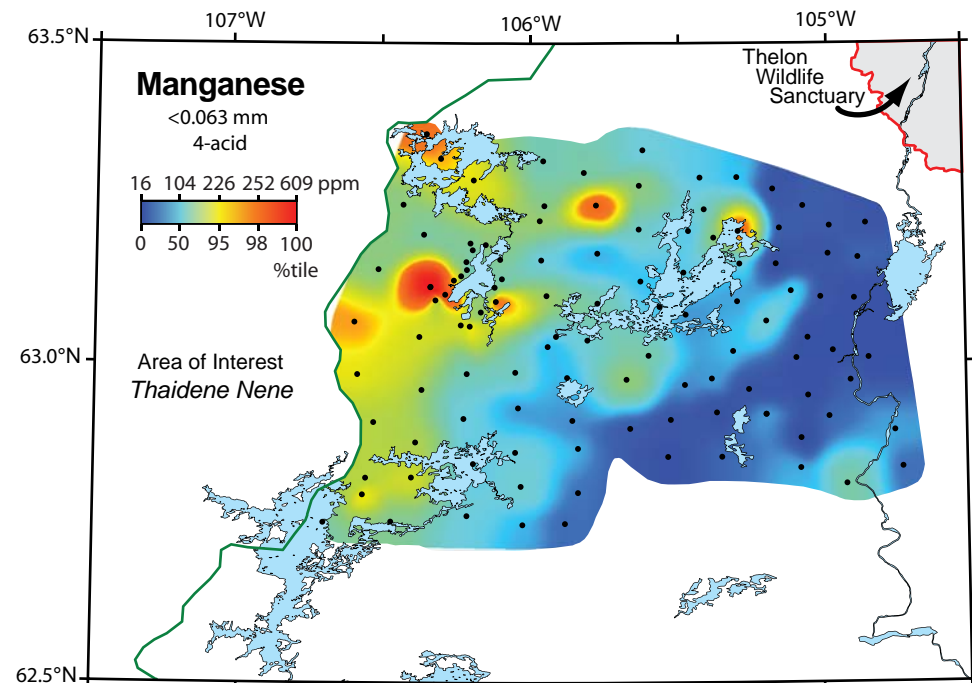 107°W 106°W 105°W
63.5°N
Manganese
<0.063 mm
4-acid
16 104 226 252 609 ppm
0 50 95 98 100
%tile
Thelon
Wildlife
Sanctuary
63.0°N
Area of Interest
Thaidene Nene
62.5°N